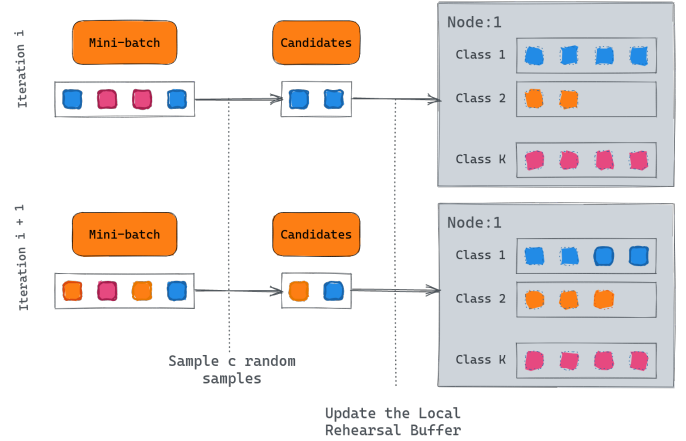 Iteration i
Mini-batch
Candidates
Node:1
Class 1
Class 2
Class K
Iteration i + 1
Mini-batch
Candidates
Node:1
Class 1
Class 2
Class K
Sample c random
samples
Update the Local
Rehearsal Buffer